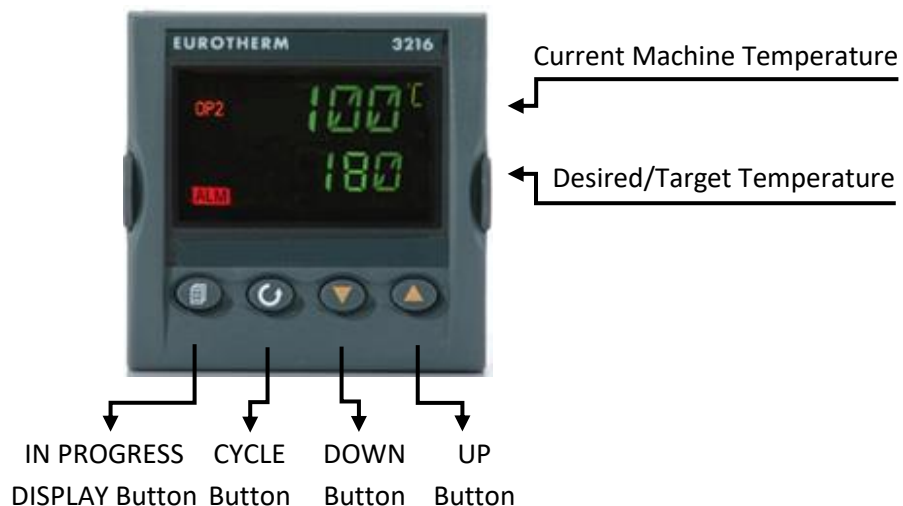 EUROTHERM 3216
Current Machine Temperature
OP2 100 °C
180
Desired/Target Temperature
ALM
IN PROGRESS CYCLE DOWN UP
DISPLAY Button Button Button Button